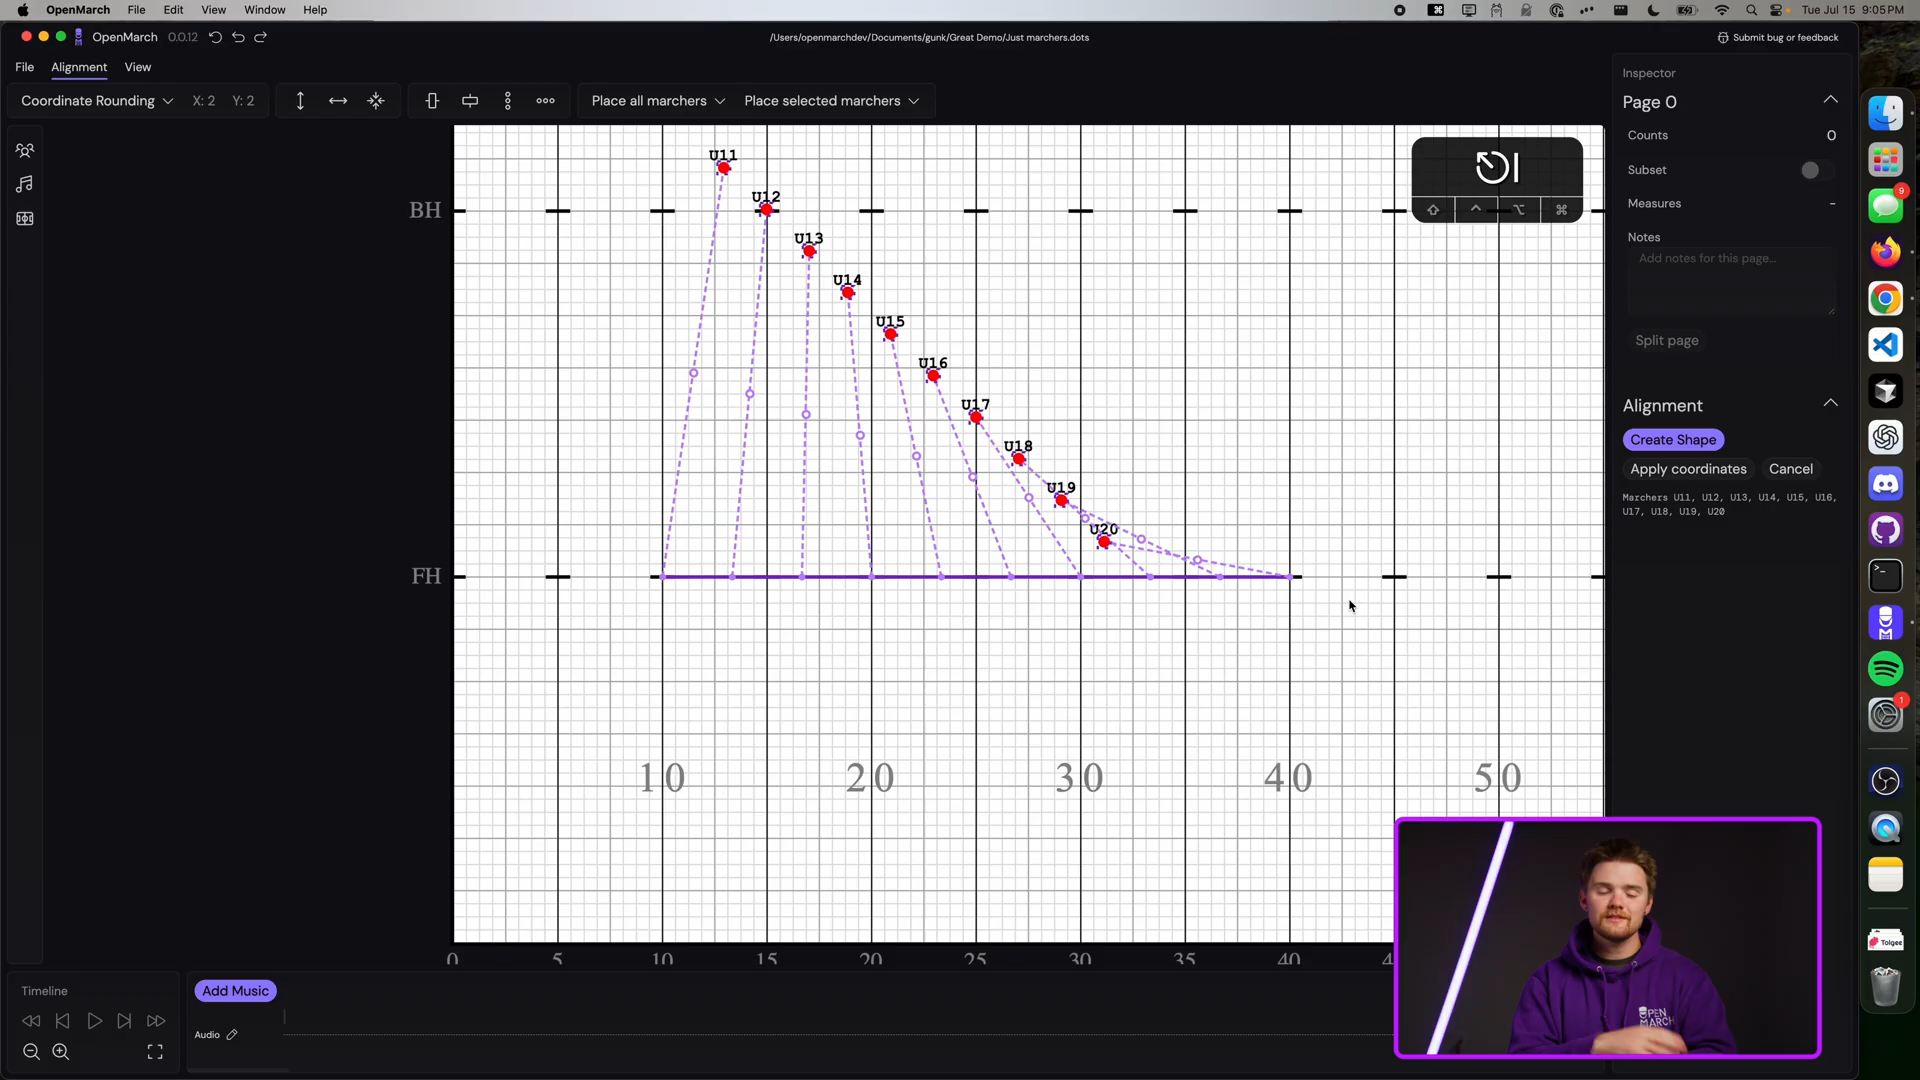 OpenMarch File Edit View Window Help
Tue Jul 15 9:05 PM
OpenMarch 0.0.12
/Users/openmarchdev/Documents/gunk/Great Demo/Just marchers.dots
Submit bug or feedback
File Alignment View
Coordinate Rounding X: 2 Y: 2
Place all marchers Place selected marchers
Inspector
Page 0
Counts 0
Subset
Measures -
Notes
Add notes for this page...
Split page
Alignment
Create Shape
Apply coordinates Cancel
Marchers U11, U12, U13, U14, U15, U16,
U17, U18, U19, U20
U11
U12
BH
U13
U14
U15
U16
U17
U18
U19
U20
FH
10 20 30 40 50
0 5 10 15 20 25 30 35 40
Timeline
Add Music
Audio
OPEN
MARCH
9
1
Tolgee